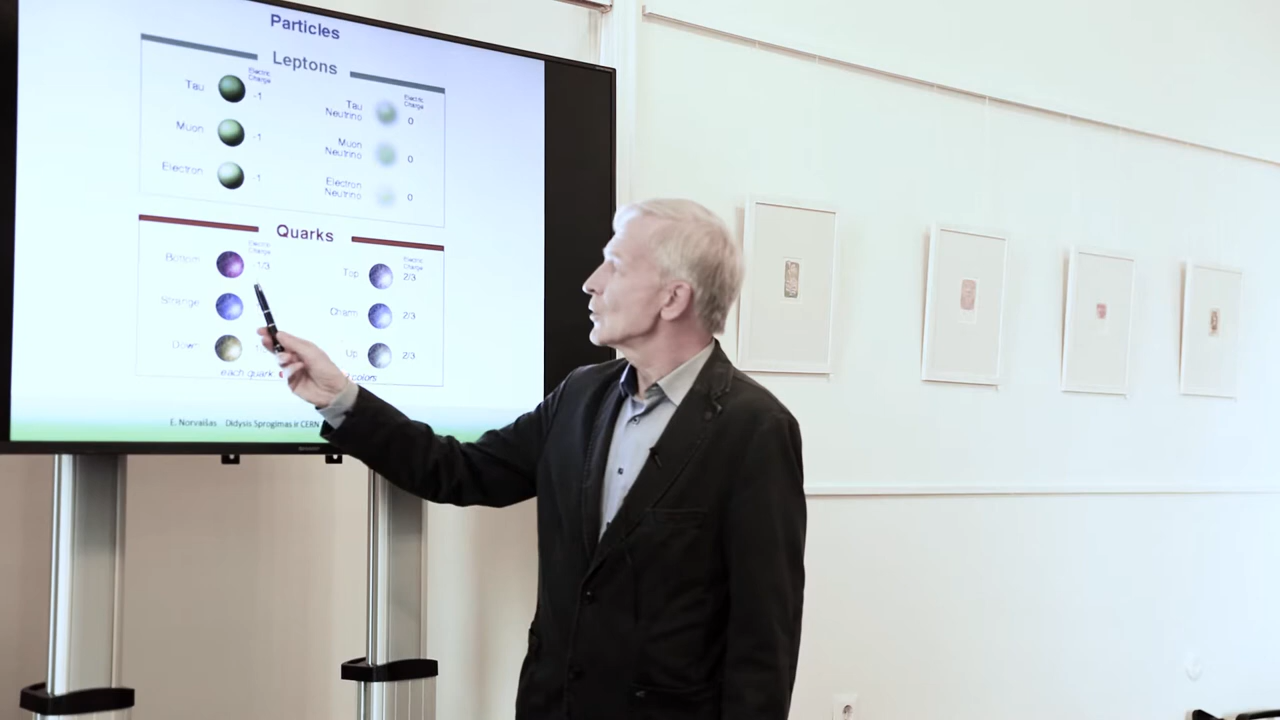 Particles
Leptons
Electric
Charge
Tau
-1
Muon
-1
Electron
-1
Electric
Charge
Tau
Neutrino
0
Muon
Neutrino
0
Electron
Neutrino
0
Quarks
Electric
Charge
Bottom
-1/3
Strange
Down
Electric
Charge
Top
2/3
Charm
2/3
Up
2/3
each quark colors
E. Norvaišas Didysis Sprogimas ir CERN